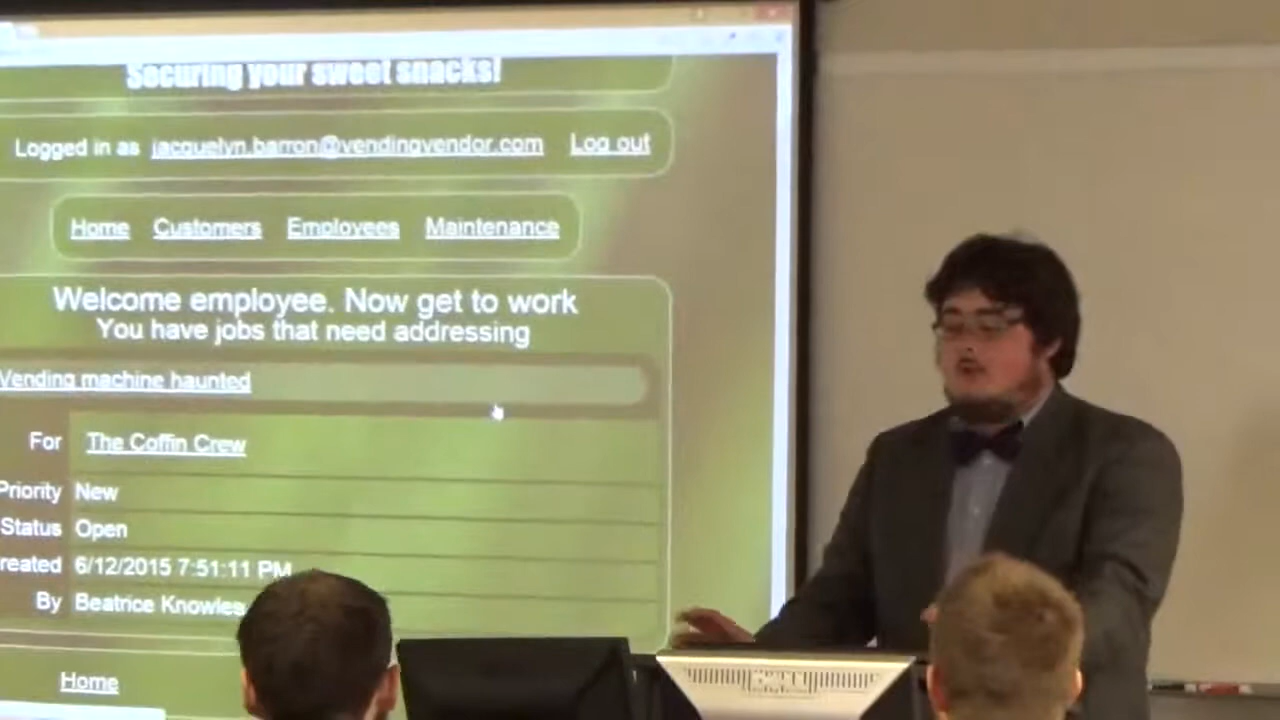 Securing your sweet snacks!
Logged in as jacquelyn.barron@vendingvendor.com Log out
Home Customers Employees Maintenance
Welcome employee. Now get to work
You have jobs that need addressing
Vending machine haunted
For The Coffin Crew
Priority New
Status Open
reated 6/12/2015 7:51:11 PM
By Beatrice Knowles
Home